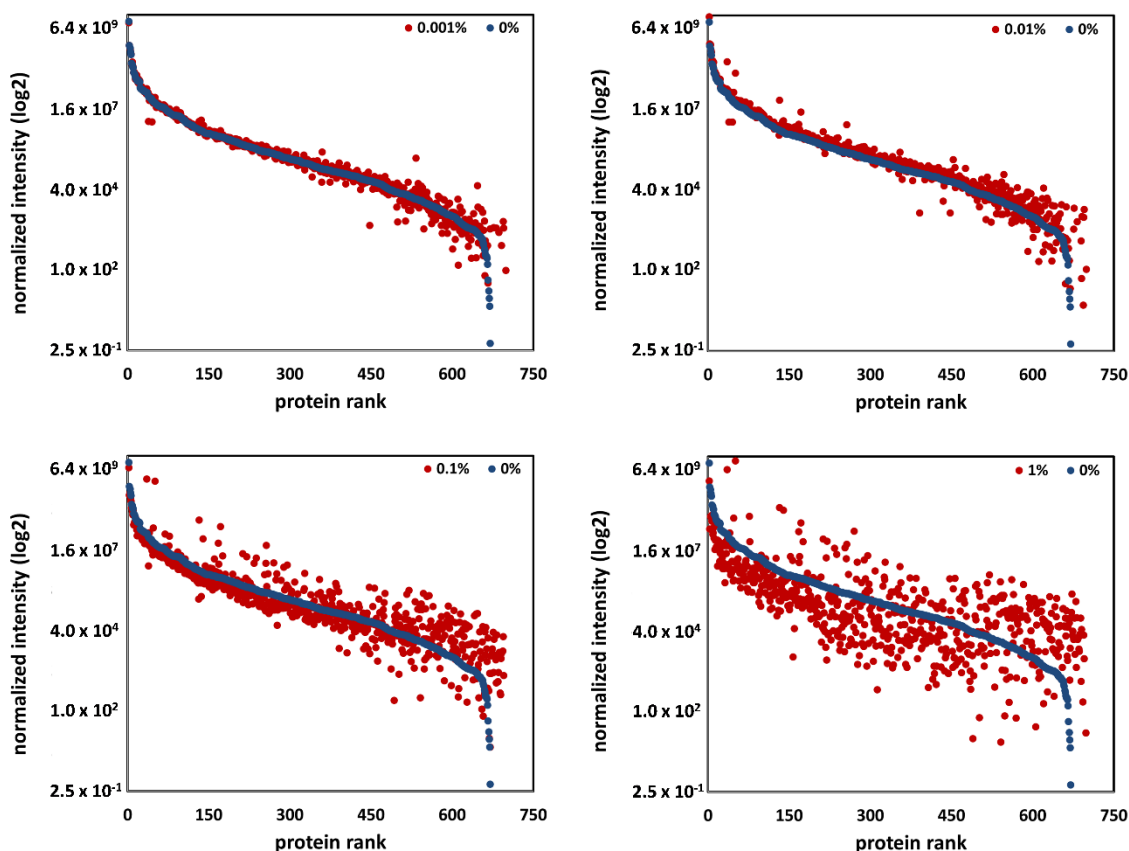 normalized intensity (log2)
6.4 x 10⁹
1.6 x 10⁷
4.0 x 10⁴
1.0 x 10²
2.5 x 10⁻¹
0.001% 0%
0 150 300 450 600 750
protein rank
normalized intensity (log2)
6.4 x 10⁹
1.6 x 10⁷
4.0 x 10⁴
1.0 x 10²
2.5 x 10⁻¹
0.01% 0%
0 150 300 450 600 750
protein rank
normalized intensity (log2)
6.4 x 10⁹
1.6 x 10⁷
4.0 x 10⁴
1.0 x 10²
2.5 x 10⁻¹
0.1% 0%
0 150 300 450 600 750
protein rank
normalized intensity (log2)
6.4 x 10⁹
1.6 x 10⁷
4.0 x 10⁴
1.0 x 10²
2.5 x 10⁻¹
1% 0%
0 150 300 450 600 750
protein rank